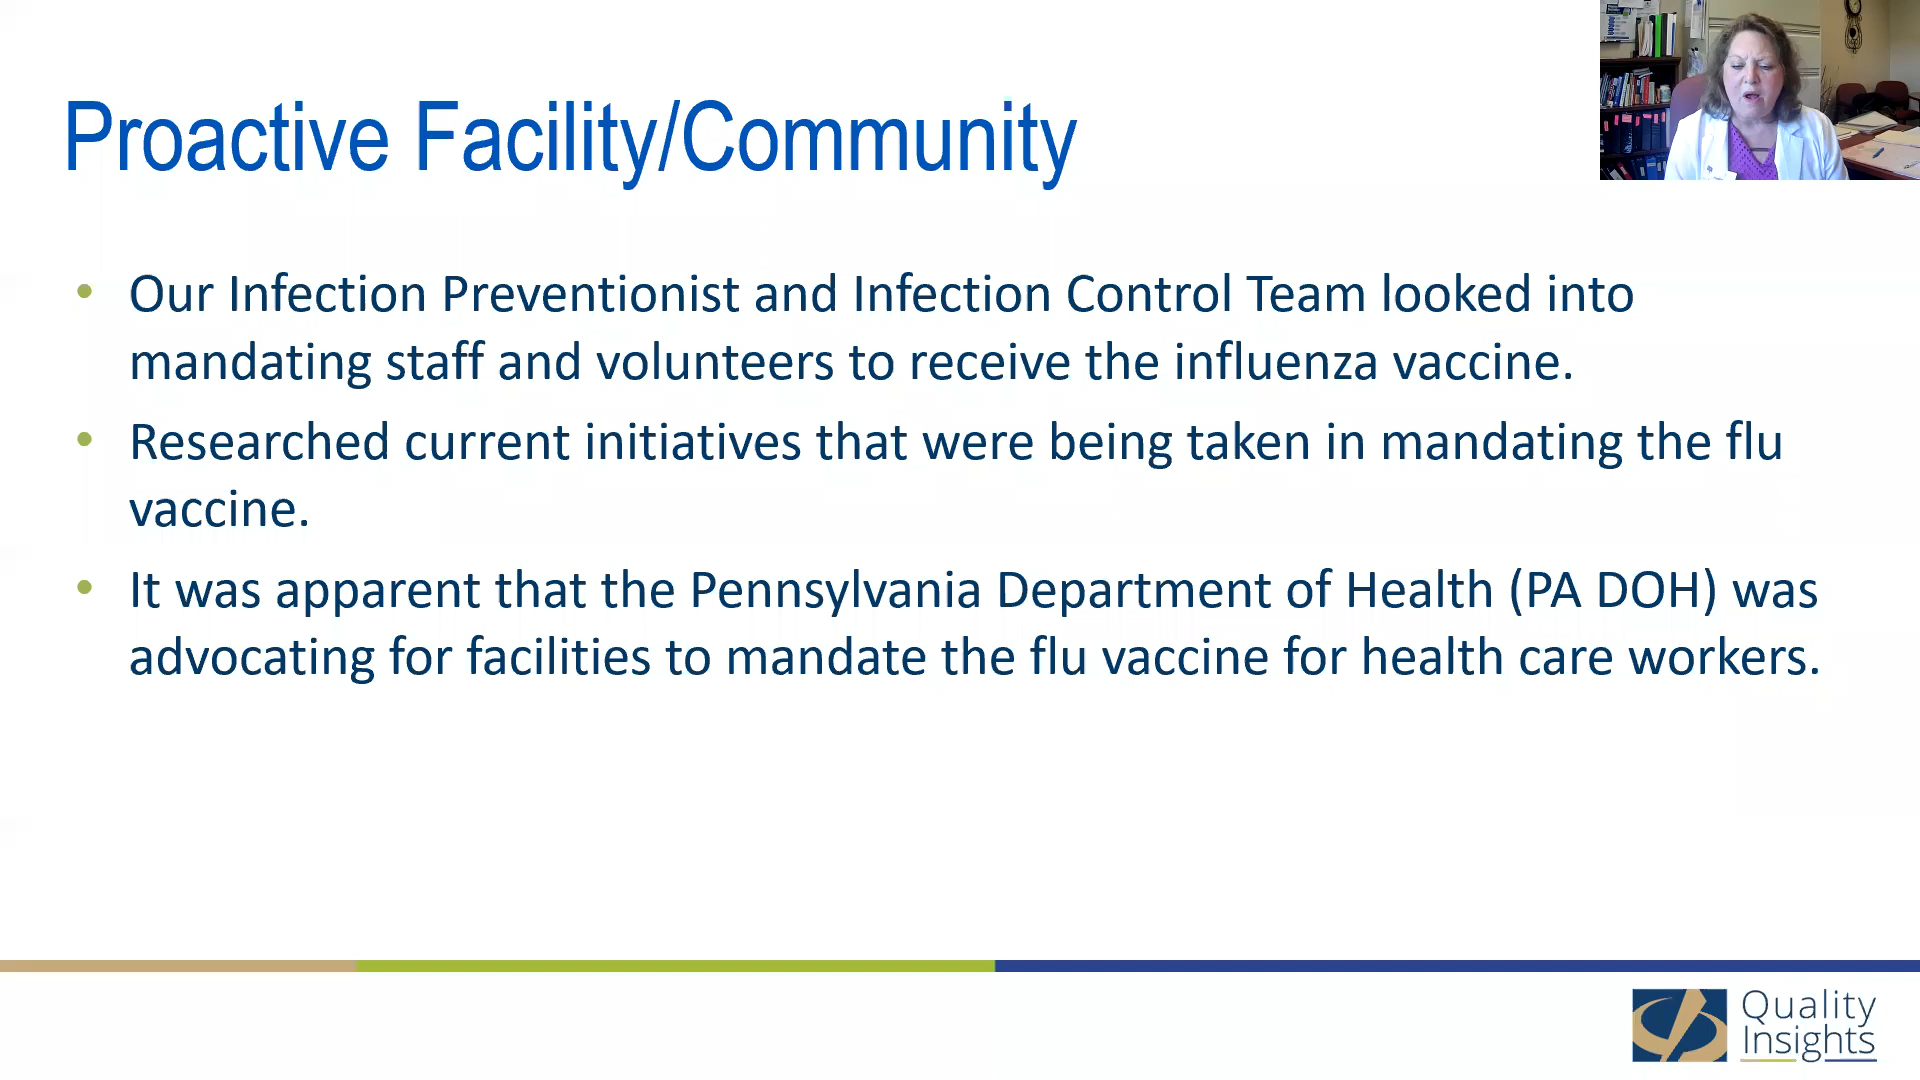 Proactive Facility/Community
• Our Infection Preventionist and Infection Control Team looked into
mandating staff and volunteers to receive the influenza vaccine.
• Researched current initiatives that were being taken in mandating the flu
vaccine.
• It was apparent that the Pennsylvania Department of Health (PA DOH) was
advocating for facilities to mandate the flu vaccine for health care workers.
Quality
Insights